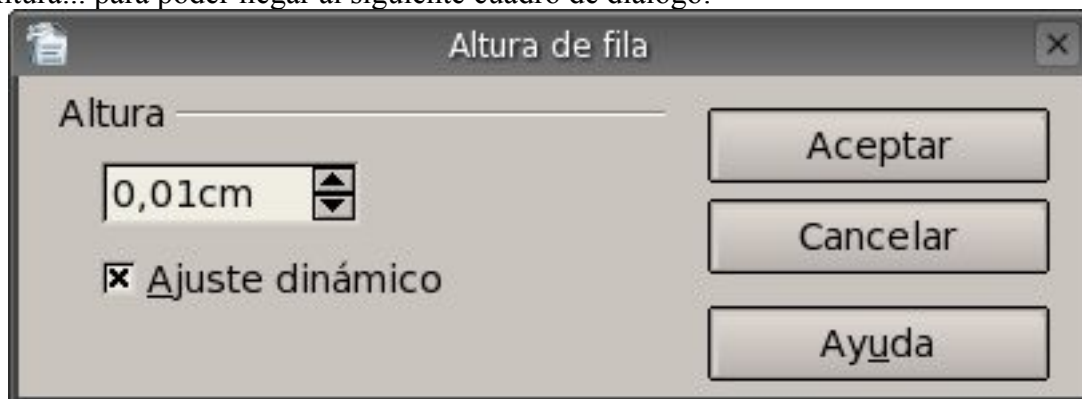 para poder llegar al siguiente cuadro de diálogo:
Altura de fila
Altura
0,01cm
Ajuste dinámico
Aceptar
Cancelar
Ayuda